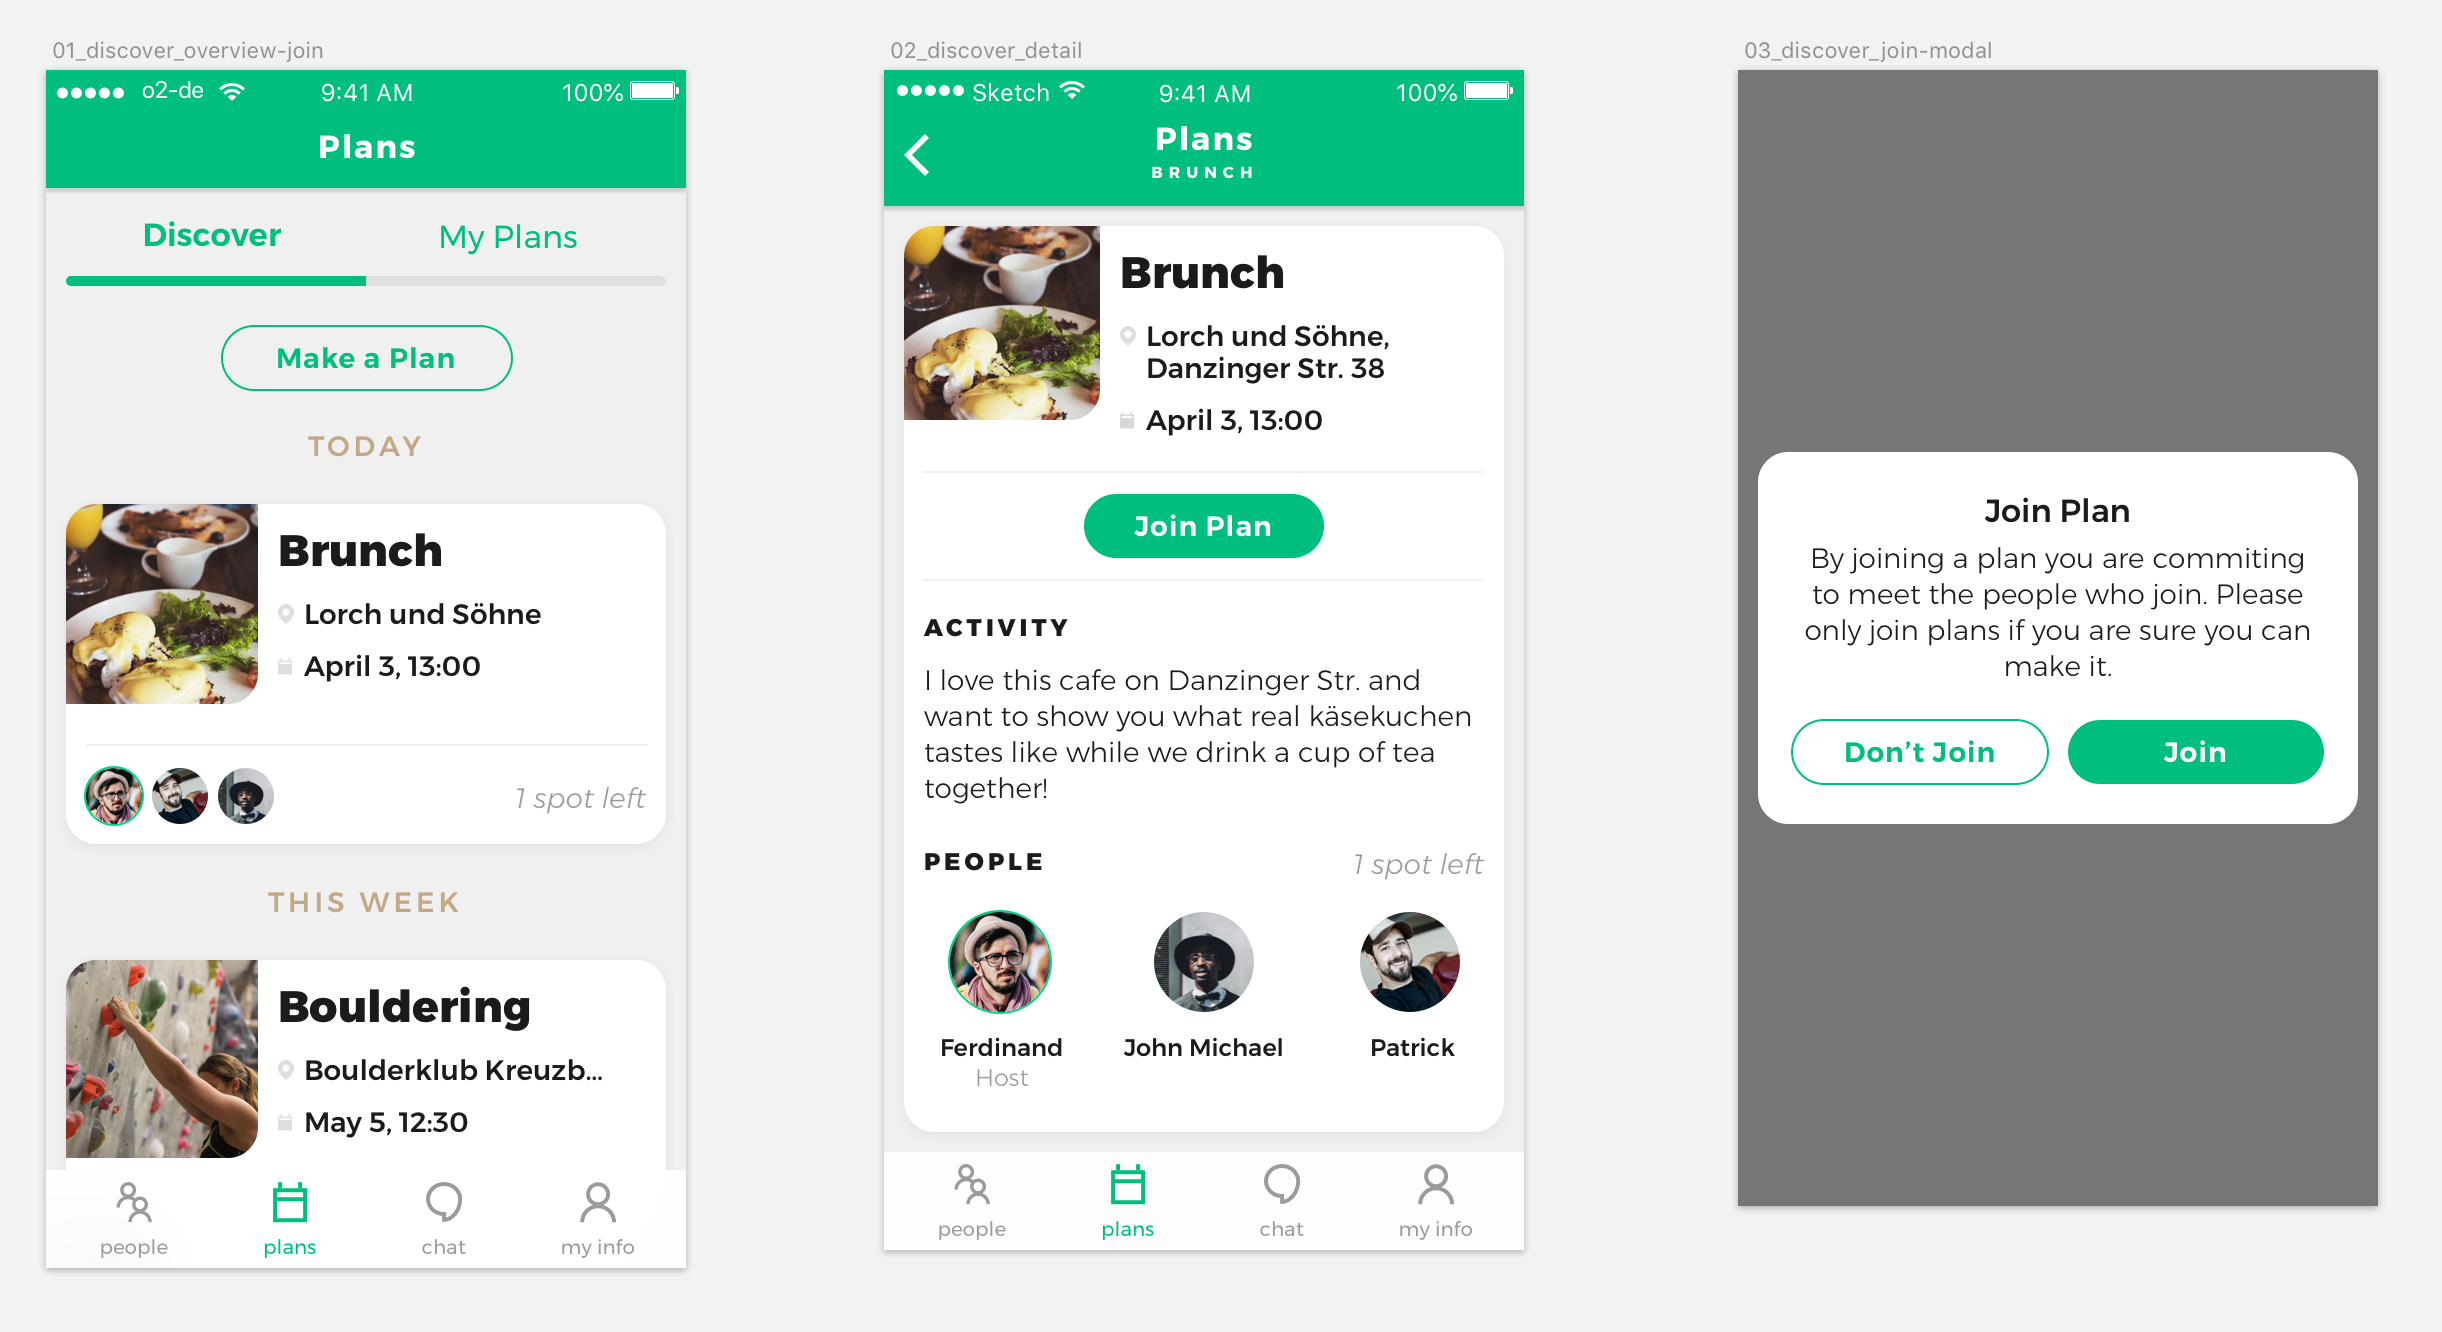 01_discover_overview-join
o2-de 9:41 AM 100%
Plans
Discover My Plans
Make a Plan
TODAY
Brunch
Lorch und Söhne
April 3, 13:00
1 spot left
THIS WEEK
Bouldering
Boulderklub Kreuzb...
May 5, 12:30
people plans chat my info
02_discover_detail
Sketch 9:41 AM 100%
Plans
BRUNCH
Brunch
Lorch und Söhne,
Danzinger Str. 38
April 3, 13:00
Join Plan
ACTIVITY
I love this cafe on Danzinger Str. and
want to show you what real käsekuchen
tastes like while we drink a cup of tea
together!
PEOPLE 1 spot left
Ferdinand John Michael Patrick
Host
people plans chat my info
03_discover_join-modal
Join Plan
By joining a plan you are commiting
to meet the people who join. Please
only join plans if you are sure you can
make it.
Don’t Join Join